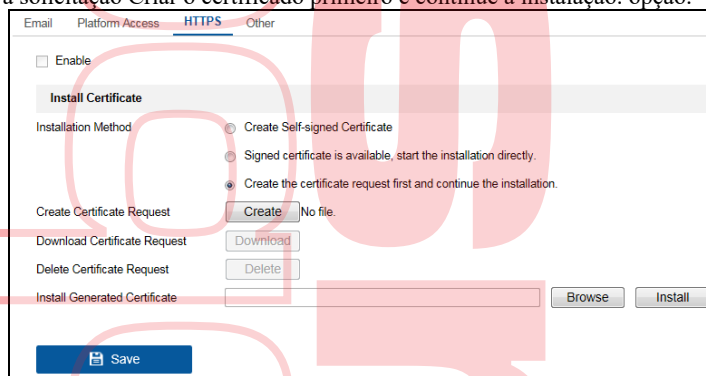 a solicitação Criar o certificado primeiro e continue a instalação. opção.
Email Platform Access HTTPS Other
Enable
Install Certificate
Installation Method Create Self-signed Certificate
Signed certificate is available, start the installation directly.
Create the certificate request first and continue the installation.
Create Certificate Request Create No file.
Download Certificate Request Download
Delete Certificate Request Delete
Install Generated Certificate Browse Install
Save